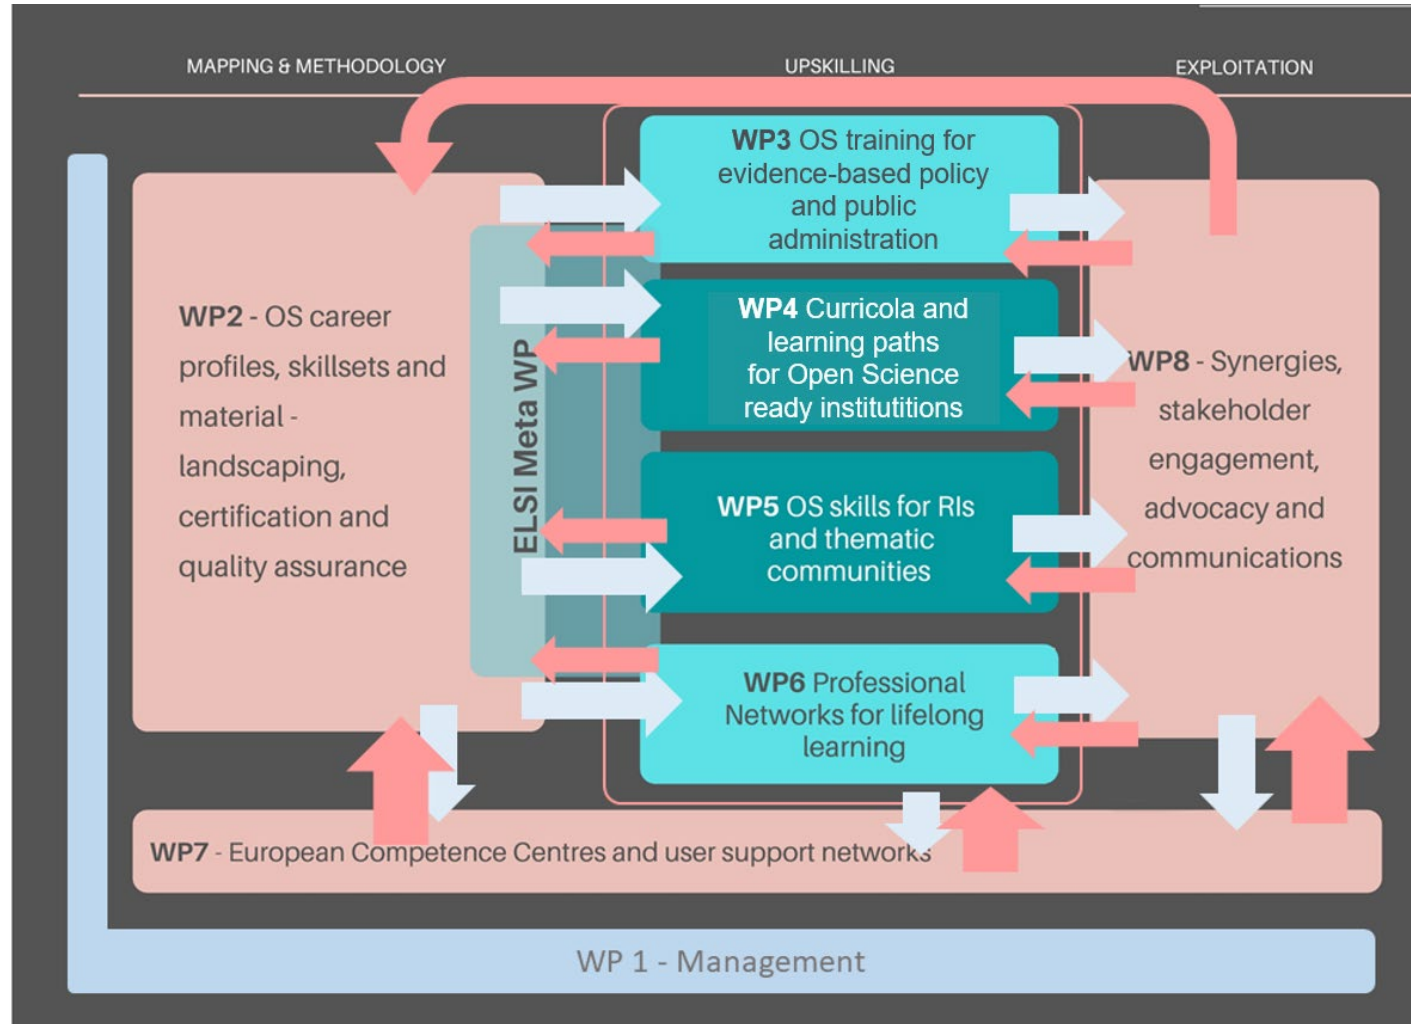 MAPPING & METHODOLOGY
UPSKILLING
EXPLOITATION
WP2 - OS career
profiles, skillsets and
material -
landscaping,
certification and
quality assurance
ELSI Meta WP
WP3 OS training for
evidence-based policy
and public
administration
WP4 Curricola and
learning paths
for Open Science
ready institutitions
WP5 OS skills for RIs
and thematic
communities
WP6 Professional
Networks for lifelong
learning
WP8 - Synergies,
stakeholder
engagement,
advocacy and
communications
WP7 - European Competence Centres and user support networks
WP 1 - Management